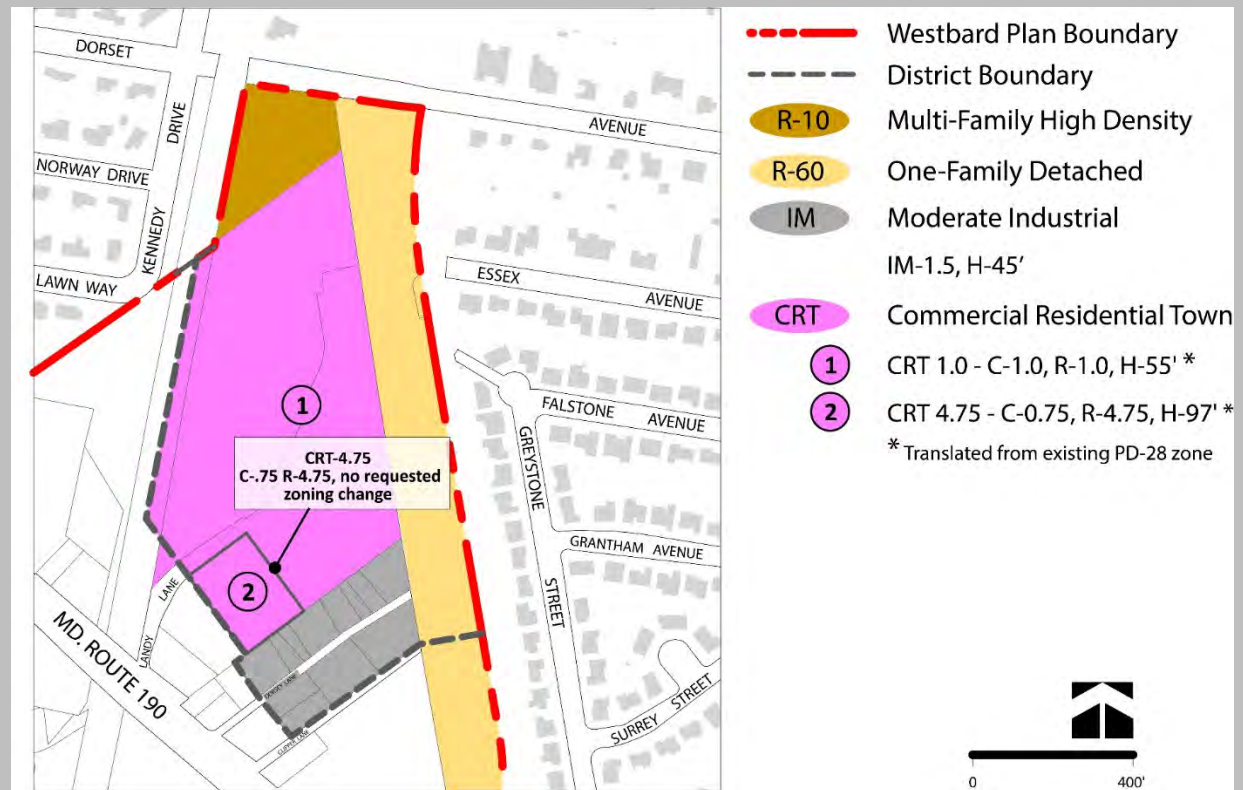 DORSET
AVENUE
KENNEDY DRIVE
NORWAY DRIVE
LAWN WAY
ESSEX AVENUE
FALSTONE AVENUE
GREYSTONE STREET
GRANTHAM AVENUE
SURREY STREET
MD. ROUTE 190
LANDY LANE
DORSEY LANE
CLIPPER LANE
1
CRT-4.75
C-.75 R-4.75, no requested
zoning change
2
Westbard Plan Boundary
District Boundary
R-10 Multi-Family High Density
R-60 One-Family Detached
IM Moderate Industrial
IM-1.5, H-45'
CRT Commercial Residential Town
1 CRT 1.0 - C-1.0, R-1.0, H-55' *
2 CRT 4.75 - C-0.75, R-4.75, H-97' *
* Translated from existing PD-28 zone
0 400'